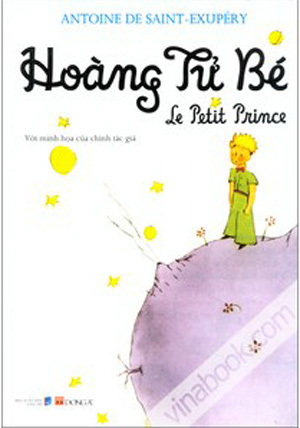 ANTOINE DE SAINT-EXUPÉRY
Hoàng Tử Bé
Le Petit Prince
Với minh họa của chính tác giả
vinabook.com
ĐÔNG A